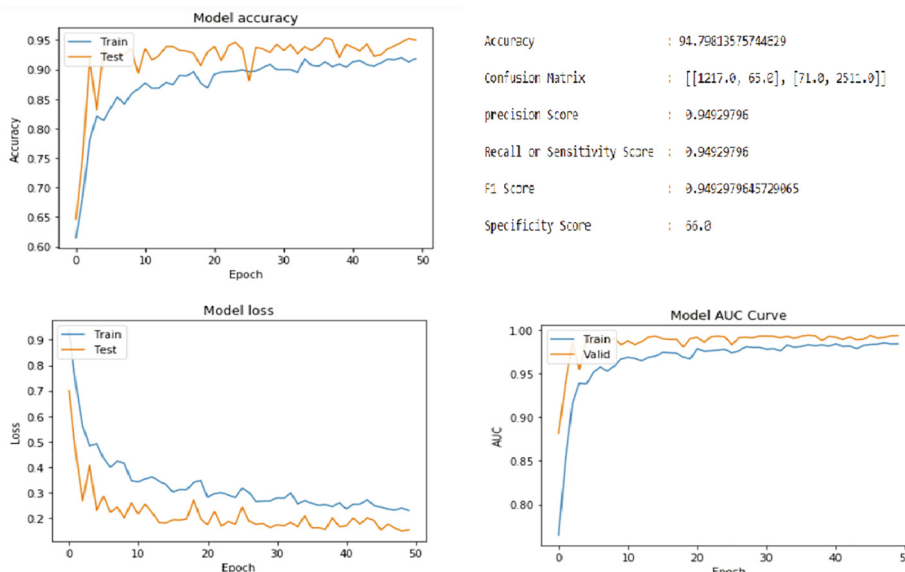 Model accuracy
Train
Test
0.95
0.90
0.85
0.80
0.75
0.70
0.65
0.60
Accuracy
0 10 20 30 40 50
Epoch
Accuracy : 94.79813575744629
Confusion Matrix : [[1217.0, 65.0], [71.0, 2511.0]]
precision Score : 0.94929796
Recall or Sensitivity Score : 0.94929796
F1 Score : 0.9492979645729065
Specificity Score : 66.0
Model loss
Train
Test
0.9
0.8
0.7
0.6
0.5
0.4
0.3
0.2
Loss
0 10 20 30 40 50
Epoch
Model AUC Curve
Train
Valid
1.00
0.95
0.90
0.85
0.80
AUC
0 10 20 30 40 50
Epoch